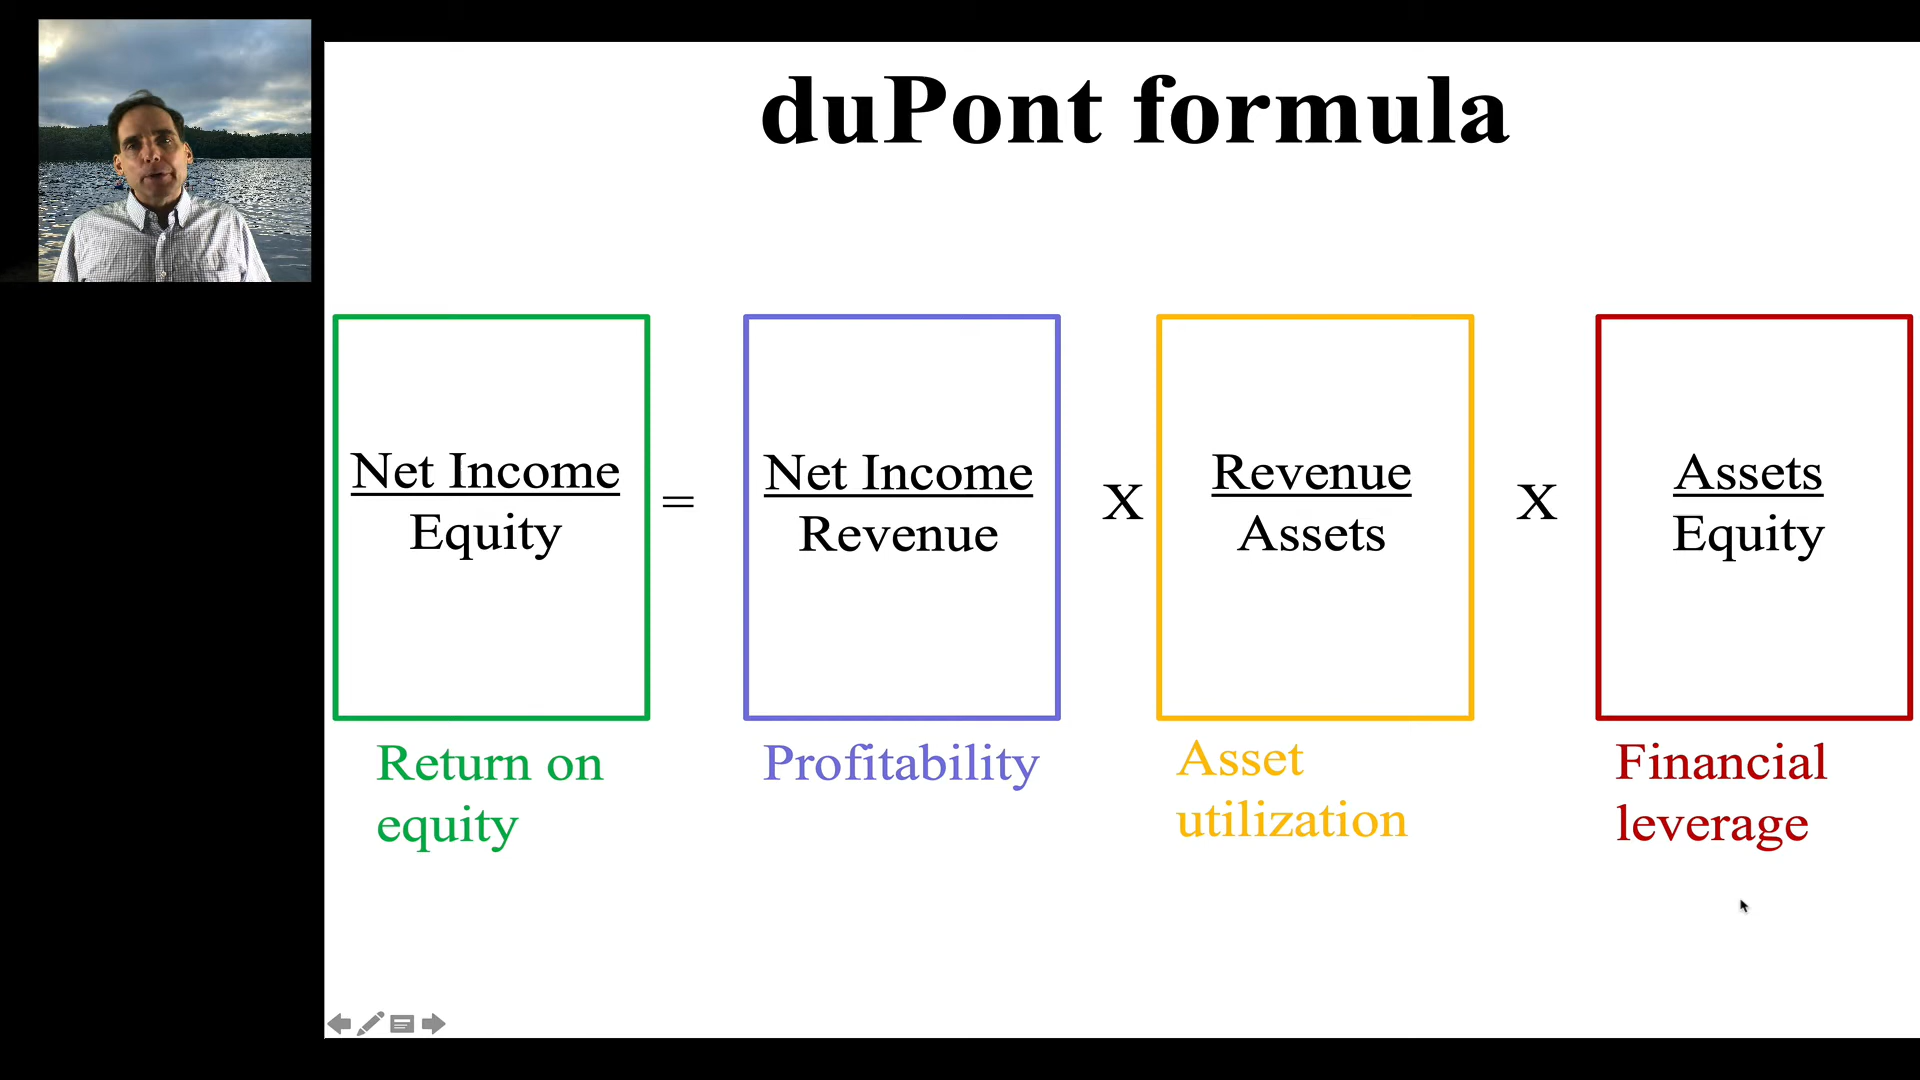 duPont formula
Net Income
Equity
=
Net Income
Revenue
X
Revenue
Assets
X
Assets
Equity
Return on
equity
Profitability
Asset
utilization
Financial
leverage